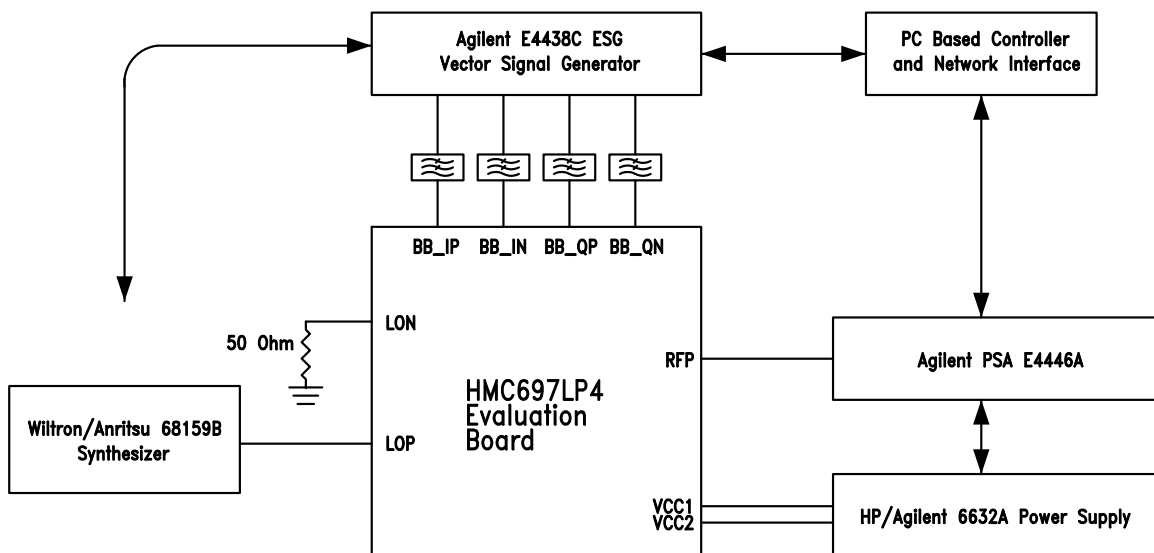 Agilent E4438C ESG
Vector Signal Generator
PC Based Controller
and Network Interface
BB_IP BB_IN BB_QP BB_QN
LON
50 Ohm
RFP
Agilent PSA E4446A
HMC697LP4
Evaluation
Board
Wiltron/Anritsu 68159B
Synthesizer
LOP
VCC1
VCC2
HP/Agilent 6632A Power Supply